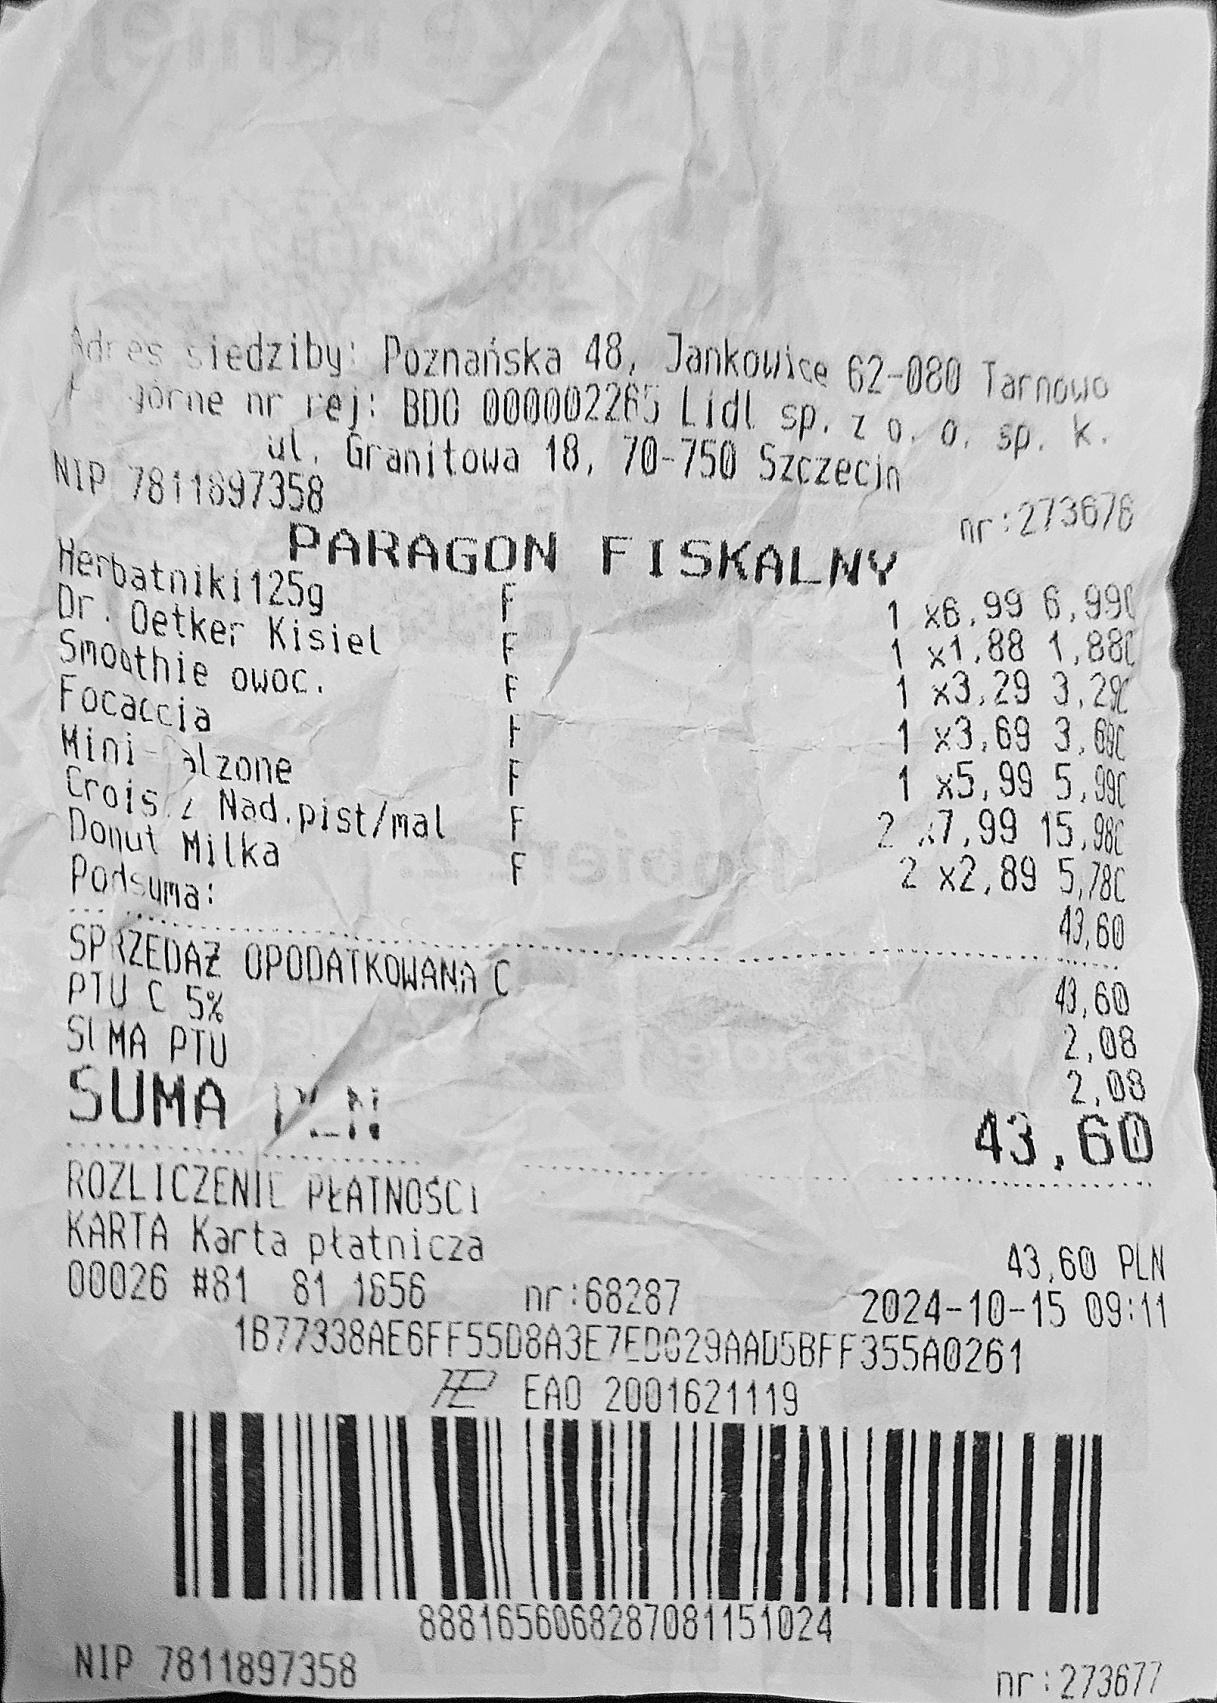 Adres siedziby: Poznańska 48, Jankowice 62-080 Tarnowo
górne nr rej: BDO 000002265 Lidl sp. z o. o. sp. k.
ul. Granitowa 18, 70-750 Szczecin
NIP 7811897358 nr:273676
PARAGON FISKALNY
Herbatniki125g F 1 x6,99 6,99C
Dr. Oetker Kisiel F 1 x1,88 1,88C
Smoothie owoc. F 1 x3,29 3,29C
Focaccia F 1 x3,69 3,69C
Mini alzone F 1 x5,99 5,99C
Crois z Nad.pist/mal F 2 x7,99 15,98C
Donut Milka F 2 x2,89 5,78C
Podsuma: 43,60
SPRZEDAŻ OPODATKOWANA C 43,60
PTU C 5% 2,08
SUMA PTU 2,08
SUMA PLN 43,60
ROZLICZENIE PŁATNOŚCI
KARTA Karta płatnicza 43,60 PLN
00026 #81 81 1656 nr:68287 2024-10-15 09:11
EAO 2001621119
8881656068287081151024
NIP 7811897358 nr:273677